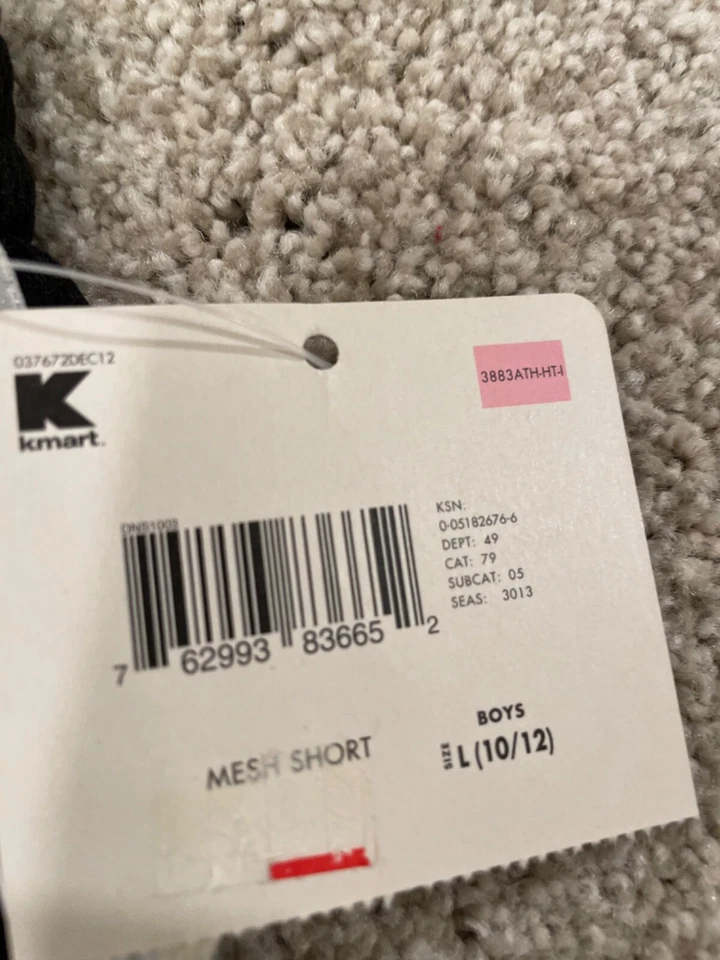 037672DEC12
K
kmart.
3883ATH-HT-I
DNS1002
KSN:
0-05182676-6
DEPT: 49
CAT: 79
SUBCAT: 05
SEAS: 3013
7 62993 83665 2
BOYS
SIZE L (10/12)
MESH SHORT